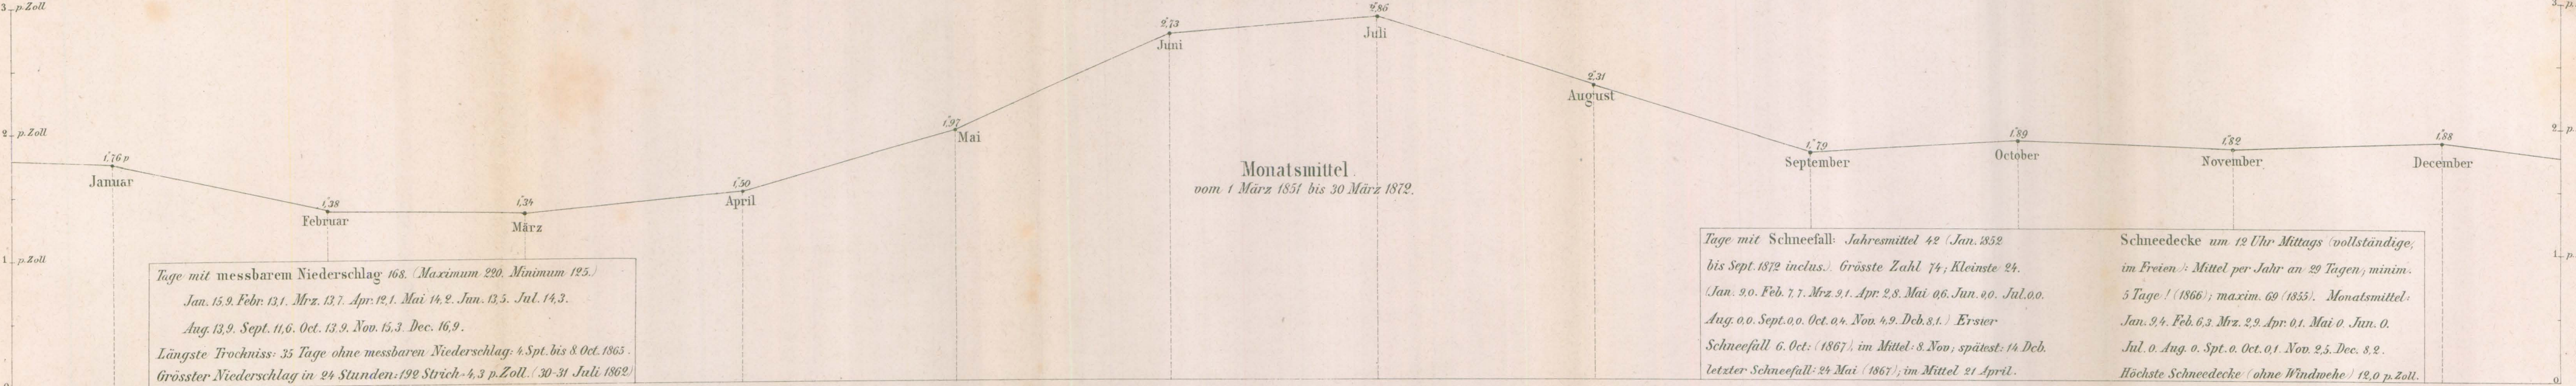 3 p. Zoll
3 p.
2",73
Juni
2",86
Juli
2",31
August
2 p. Zoll
2 p.
1",97
Mai
1",76 p
Januar
1",38
Februar
1",34
März
1",50
April
1",79
September
1",89
October
1",82
November
1",88
December
Monatsmittel
vom 1 März 1851 bis 30 März 1872.
1 p. Zoll
1 p.
Tage mit messbarem Niederschlag 168. (Maximum 220. Minimum 125.)
Jan. 15,9. Febr. 13,1. Mrz. 13,7. Apr. 12,1. Mai 14,2. Jun. 13,5. Jul. 14,3.
Aug. 13,9. Sept. 11,6. Oct. 13,9. Nov. 15,3. Dec. 16,9.
Längste Trockniss: 35 Tage ohne messbaren Niederschlag: 4. Spt. bis 8. Oct. 1865.
Grösster Niederschlag in 24 Stunden: 192 Strich - 4,3 p. Zoll. (30-31 Juli 1862)
Tage mit Schneefall: Jahresmittel 42 (Jan. 1852
bis Sept. 1872 inclus.). Grösste Zahl 74; Kleinste 24.
(Jan. 9,0. Feb. 7,7. Mrz. 9,1. Apr. 2,8. Mai 0,6. Jun. 0,0. Jul. 0,0.
Aug. 0,0. Sept. 0,0. Oct. 0,4. Nov. 4,9. Dcb. 8,1.) Erster
Schneefall 6. Oct: (1867), im Mittel: 8. Nov; spätest: 14 Dcb.
letzter Schneefall: 24 Mai (1867); im Mittel 21 April.
Schneedecke um 12 Uhr Mittags (vollständige,
im Freien): Mittel per Jahr an 29 Tagen; minim.
5 Tage! (1866); maxim. 69 (1855). Monatsmittel:
Jan. 9,4. Feb. 6,3. Mrz. 2,9. Apr. 0,1. Mai 0. Jun. 0.
Jul. 0. Aug. 0. Spt. 0. Oct. 0,1. Nov. 2,5. Dec. 8,2.
Höchste Schneedecke (ohne Windwehe) 12,0 p. Zoll.